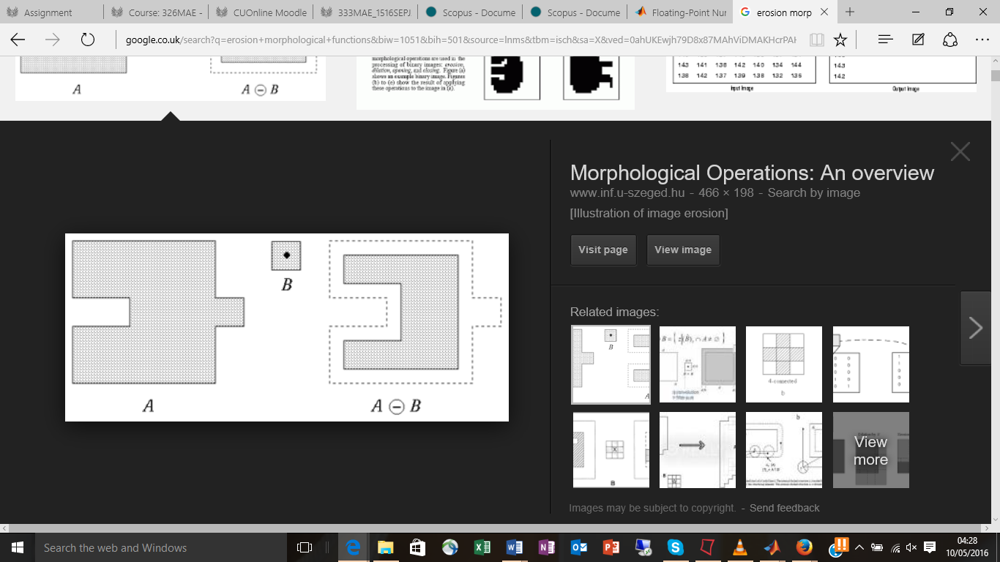 Assignment
Course: 326MAE -
CUOnline Moodle
333MAE_1516SEPJ
Scopus - Docume
Scopus - Docume
Floating-Point Nur
erosion morp
google.co.uk/search?q=erosion+morphological+functions&biw=1051&bih=501&source=lnms&tbm=isch&sa=X&ved=0ahUKEwjh79D8x87MAhViDMAKHcrPAH
A
A ⊖ B
morphological operations are used in the
processing of binary images: erosion,
dilation, opening, and closing. Figure (a)
shows an example binary image. Figures
(b) to (e) show the result of applying
these operations to the image in (a).
143 141 138 142 140 134 144
138 142 137 139 138 132 136
Input Image
143
142
Output Image
Morphological Operations: An overview
www.inf.u-szeged.hu - 466 × 198 - Search by image
[Illustration of image erosion]
Visit page
View image
B
A
A ⊖ B
Related images:
B
A
4-connected
b
B
b
View
more
Images may be subject to copyright. - Send feedback
Search the web and Windows
04:28
10/05/2016